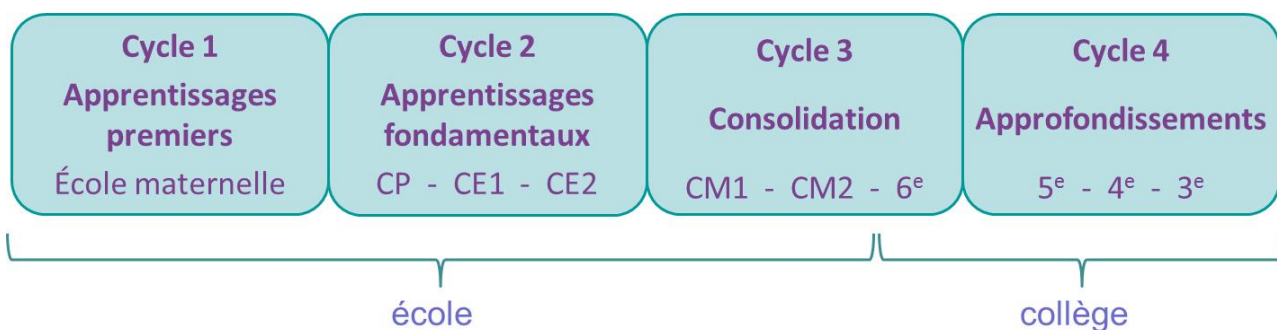 Cycle 1
Apprentissages
premiers
École maternelle
Cycle 2
Apprentissages
fondamentaux
CP - CE1 - CE2
Cycle 3
Consolidation
CM1 - CM2 - 6e
Cycle 4
Approfondissements
5e - 4e - 3e
école
collège